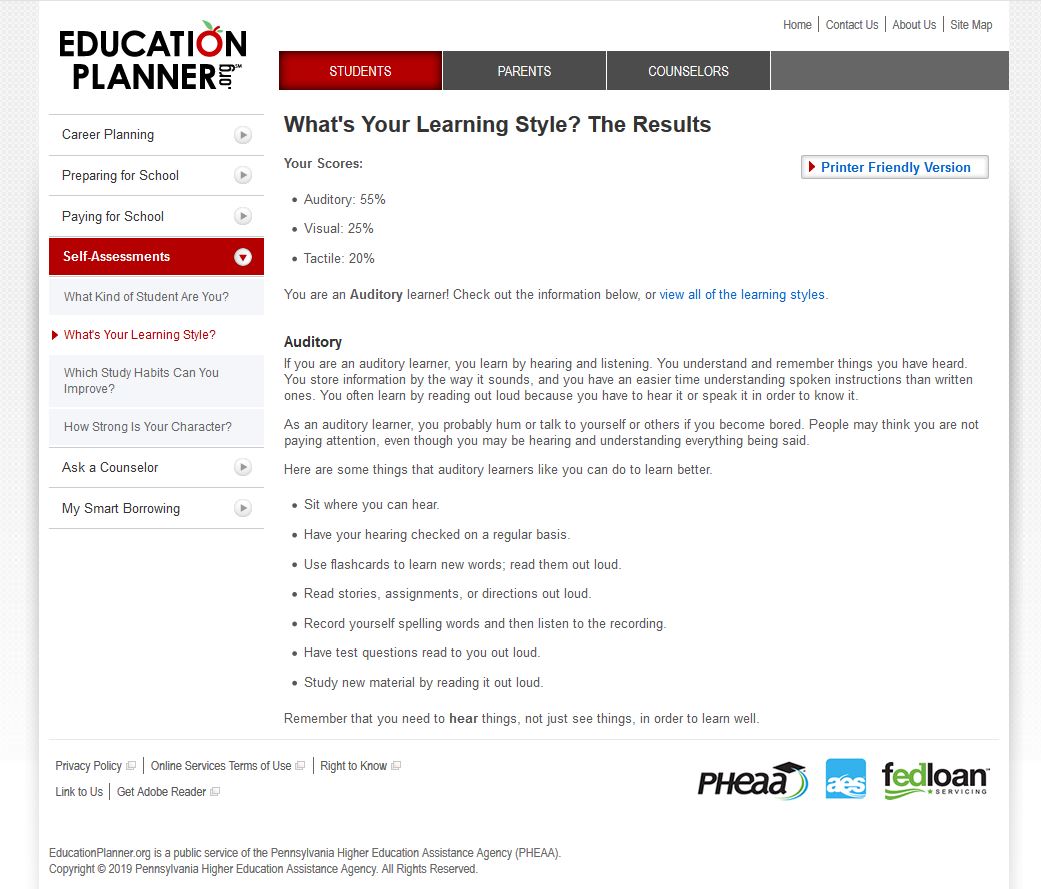 Home Contact Us About Us Site Map
EDUCATION
PLANNER.org SM
STUDENTS PARENTS COUNSELORS
Career Planning
Preparing for School
Paying for School
Self-Assessments
What Kind of Student Are You?
What's Your Learning Style?
Which Study Habits Can You
Improve?
How Strong Is Your Character?
Ask a Counselor
My Smart Borrowing
What's Your Learning Style? The Results
Your Scores:
Printer Friendly Version
• Auditory: 55%
• Visual: 25%
• Tactile: 20%
You are an Auditory learner! Check out the information below, or view all of the learning styles.
Auditory
If you are an auditory learner, you learn by hearing and listening. You understand and remember things you have heard.
You store information by the way it sounds, and you have an easier time understanding spoken instructions than written
ones. You often learn by reading out loud because you have to hear it or speak it in order to know it.
As an auditory learner, you probably hum or talk to yourself or others if you become bored. People may think you are not
paying attention, even though you may be hearing and understanding everything being said.
Here are some things that auditory learners like you can do to learn better.
• Sit where you can hear.
• Have your hearing checked on a regular basis.
• Use flashcards to learn new words; read them out loud.
• Read stories, assignments, or directions out loud.
• Record yourself spelling words and then listen to the recording.
• Have test questions read to you out loud.
• Study new material by reading it out loud.
Remember that you need to hear things, not just see things, in order to learn well.
Privacy Policy Online Services Terms of Use Right to Know
Link to Us Get Adobe Reader
PHEAA aes fedloan™
SERVICING
EducationPlanner.org is a public service of the Pennsylvania Higher Education Assistance Agency (PHEAA).
Copyright © 2019 Pennsylvania Higher Education Assistance Agency. All Rights Reserved.